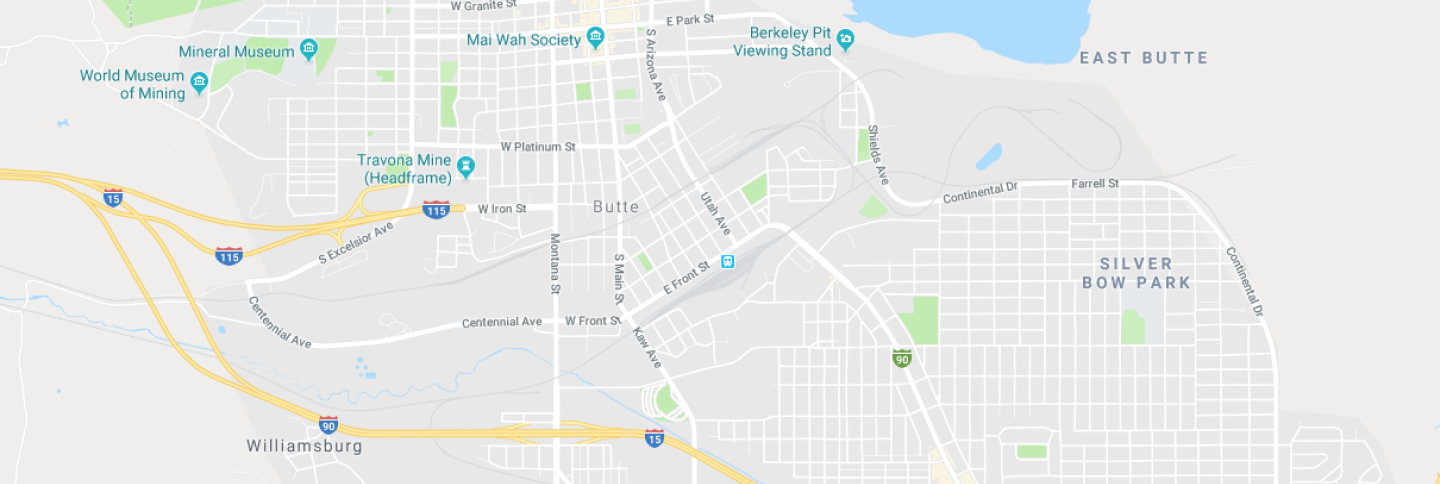 W Granite St
E Park St
S Arizona Ave
Mai Wah Society
Berkeley Pit
Viewing Stand
EAST BUTTE
Mineral Museum
World Museum
of Mining
W Platinum St
Shields Ave
Travona Mine
(Headframe)
Continental Dr
Farrell St
15
115
W Iron St
Butte
Utah Ave
S Excelsior Ave
115
Montana St
S Main St
E Front St
SILVER
BOW PARK
Continental Dr
Centennial Ave
Centennial Ave
W Front St
Kaw Ave
90
90
15
Williamsburg